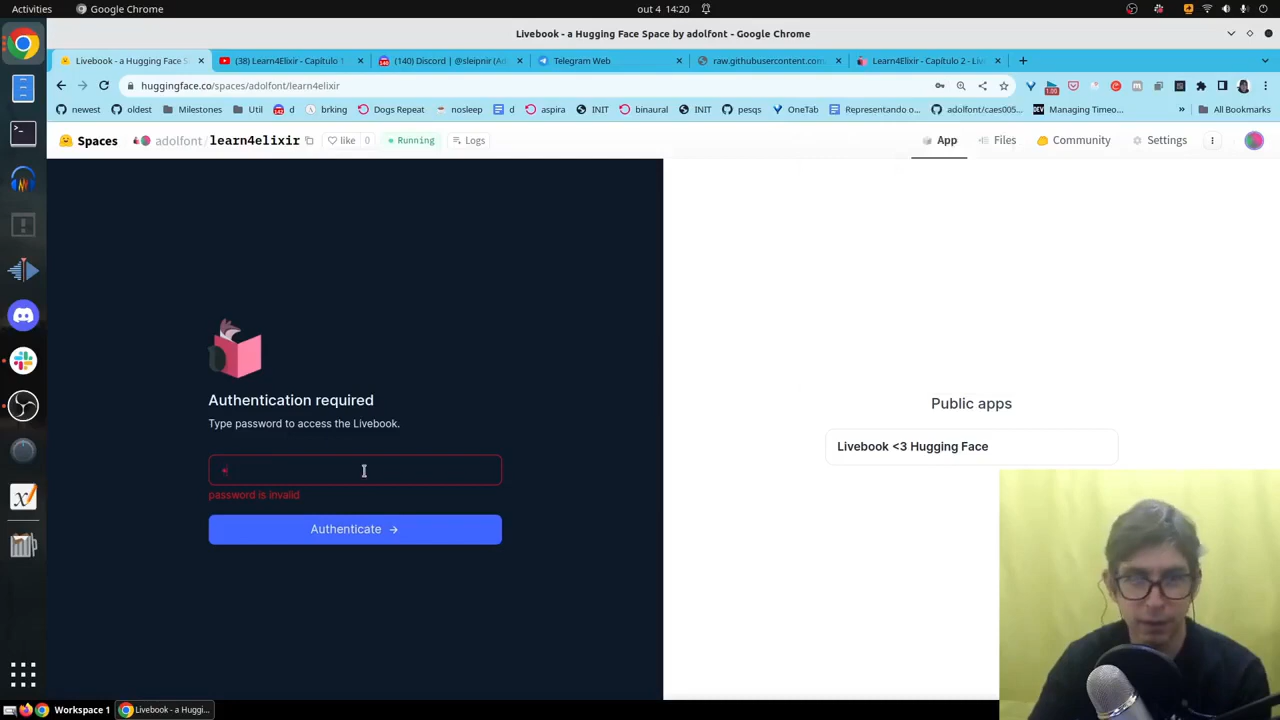 Activities
Google Chrome
out 4 14:20
Livebook - a Hugging Face Space by adolfont - Google Chrome
Livebook - a Hugging Face S
(38) Learn4Elixir - Capítulo 1
(140) Discord | @sleipnir (A
Telegram Web
raw.githubusercontent.com
Learn4Elixir - Capítulo 2 - Liv
huggingface.co/spaces/adolfont/learn4elixir
1.00
newest
oldest
Milestones
Util
d
brking
Dogs Repeat
nosleep
d
aspira
INIT
binaural
INIT
pesqs
OneTab
Representando o...
adolfont/caes005...
Managing Timeo...
»
All Bookmarks
Spaces
adolfont/learn4elixir
like 0
Running
Logs
App
Files
Community
Settings
Authentication required
Type password to access the Livebook.
password is invalid
Authenticate →
Public apps
Livebook <3 Hugging Face
Workspace 1
Livebook - a Huggi...